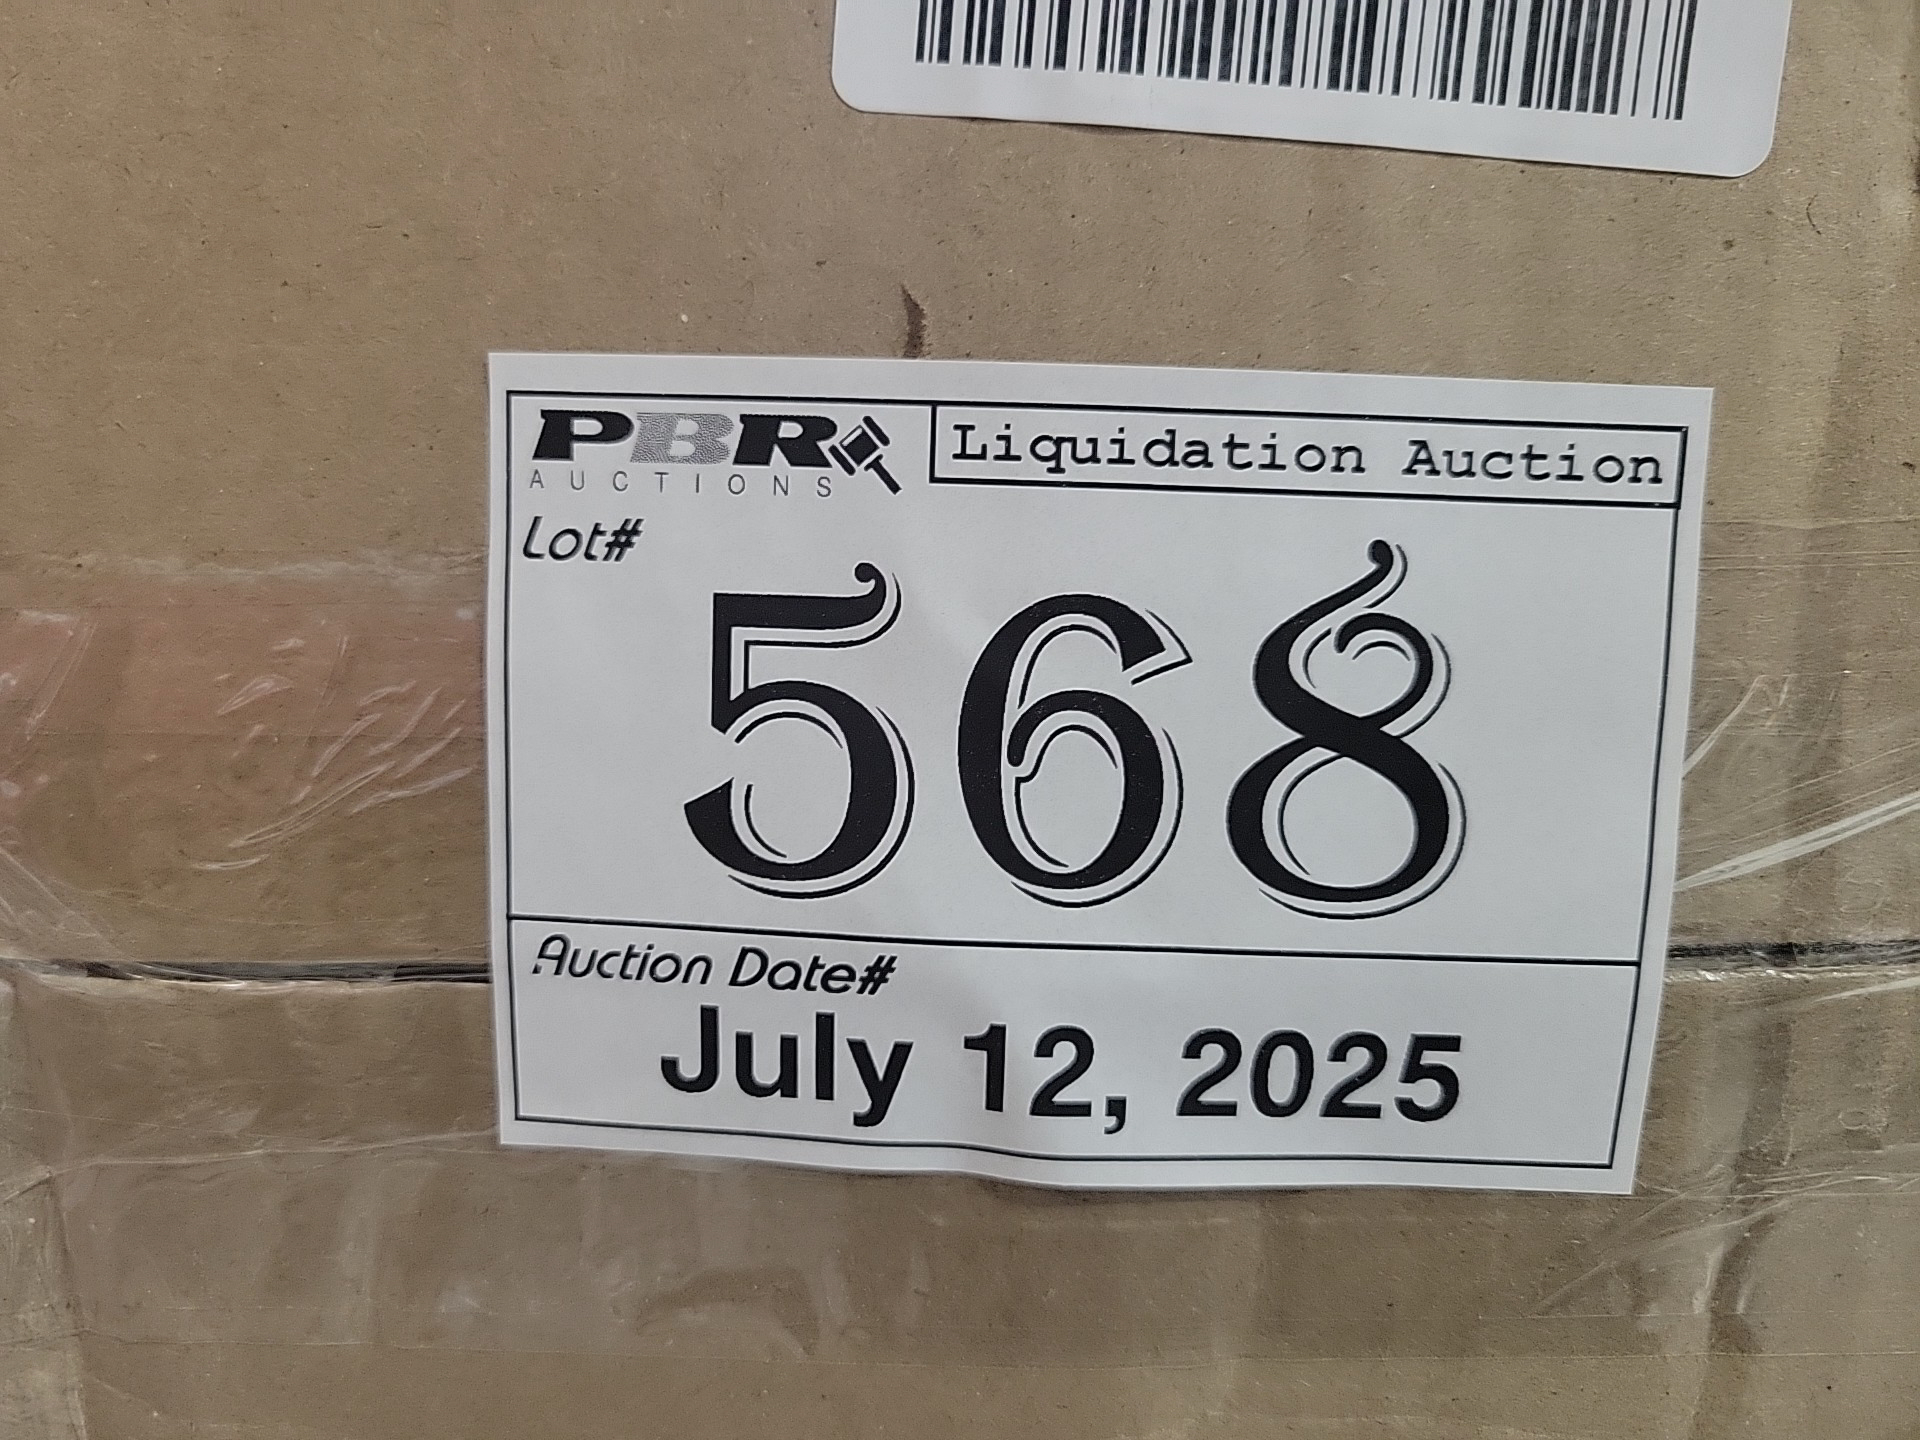 PBR
AUCTIONS
Liquidation Auction
Lot#
568
Auction Date#
July 12, 2025